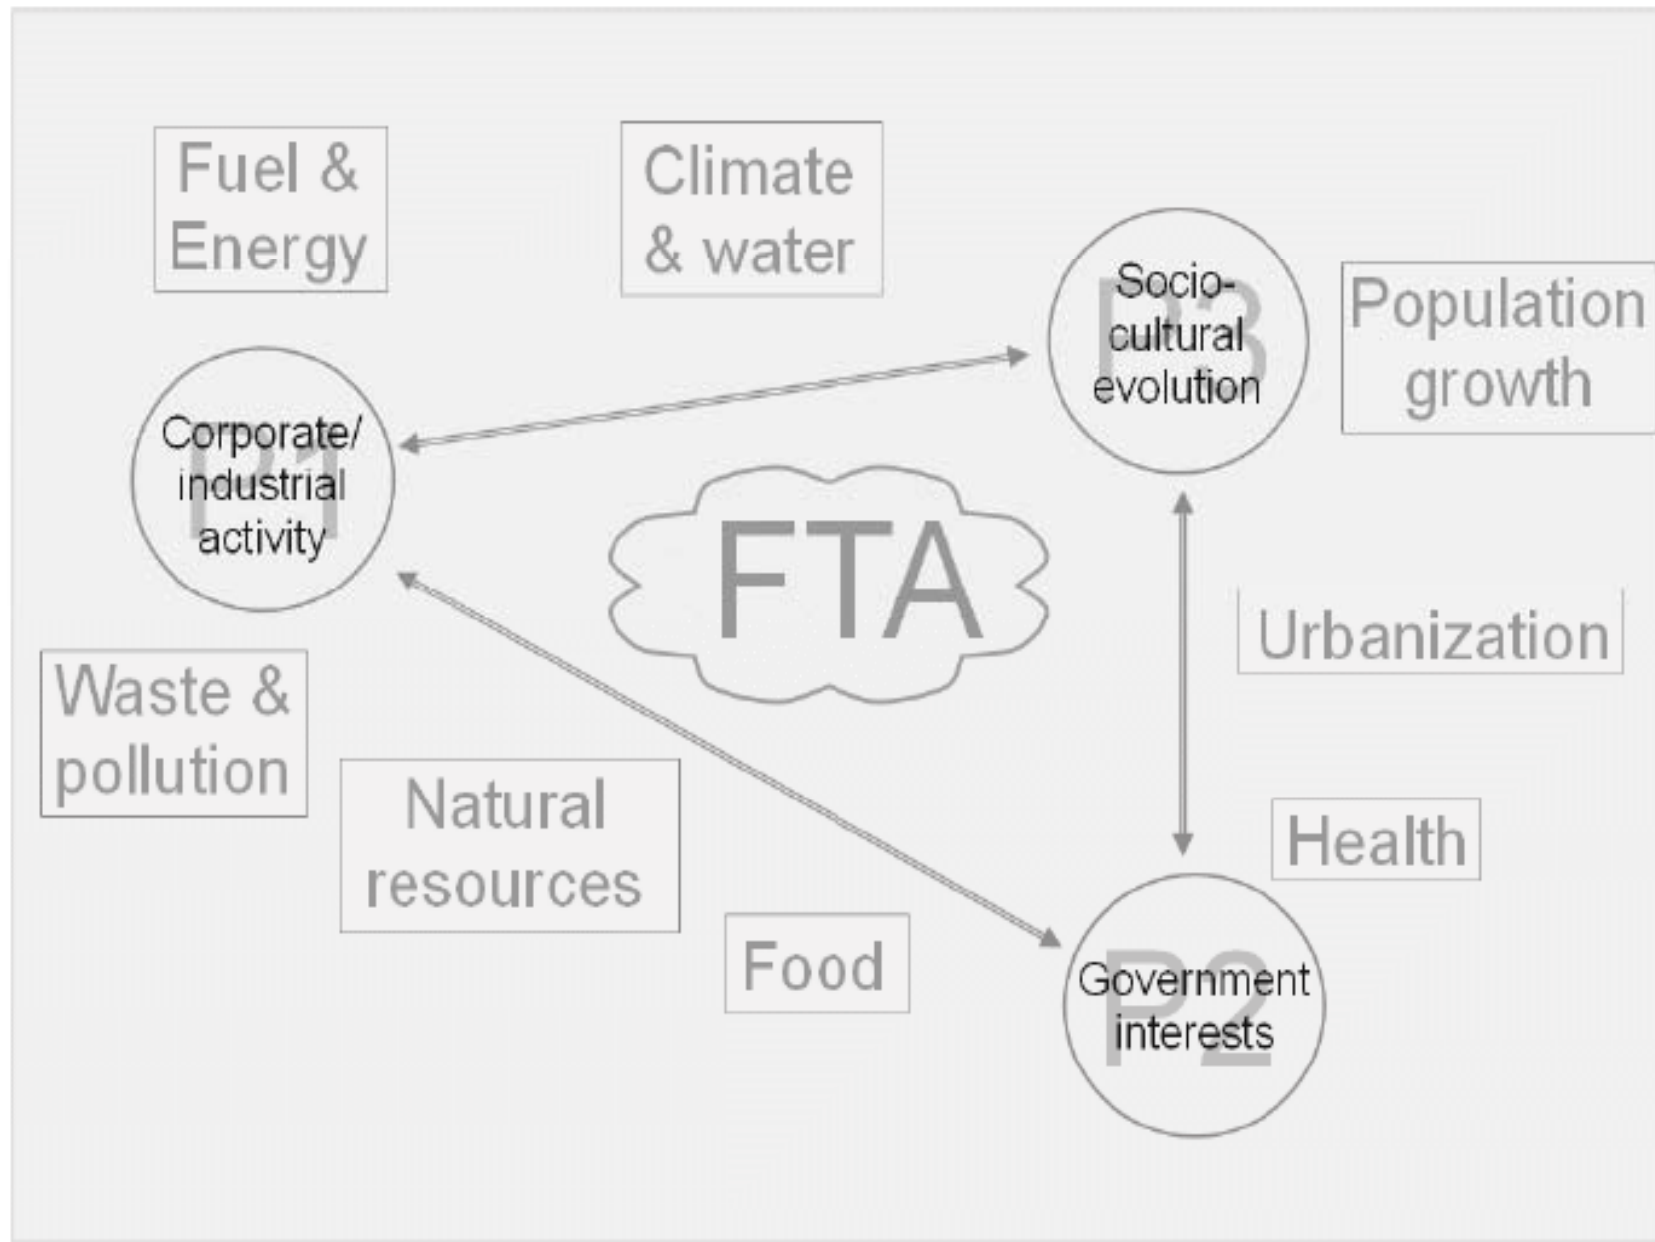 Fuel &
Energy
Climate
& water
Socio-
cultural
evolution
P3
Population
growth
Corporate/
industrial
activity
P1
FTA
Urbanization
Waste &
pollution
Natural
resources
Health
Food
Government
interests
P2